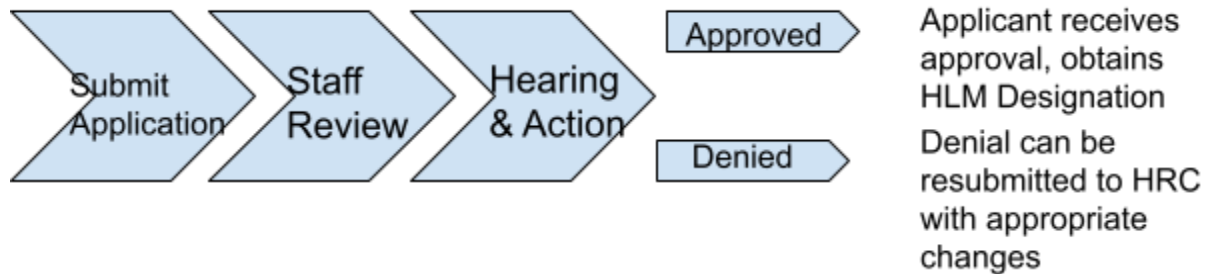 Submit
Application
Staff
Review
Hearing
& Action
Approved
Applicant receives
approval, obtains
HLM Designation
Denied
Denial can be
resubmitted to HRC
with appropriate
changes